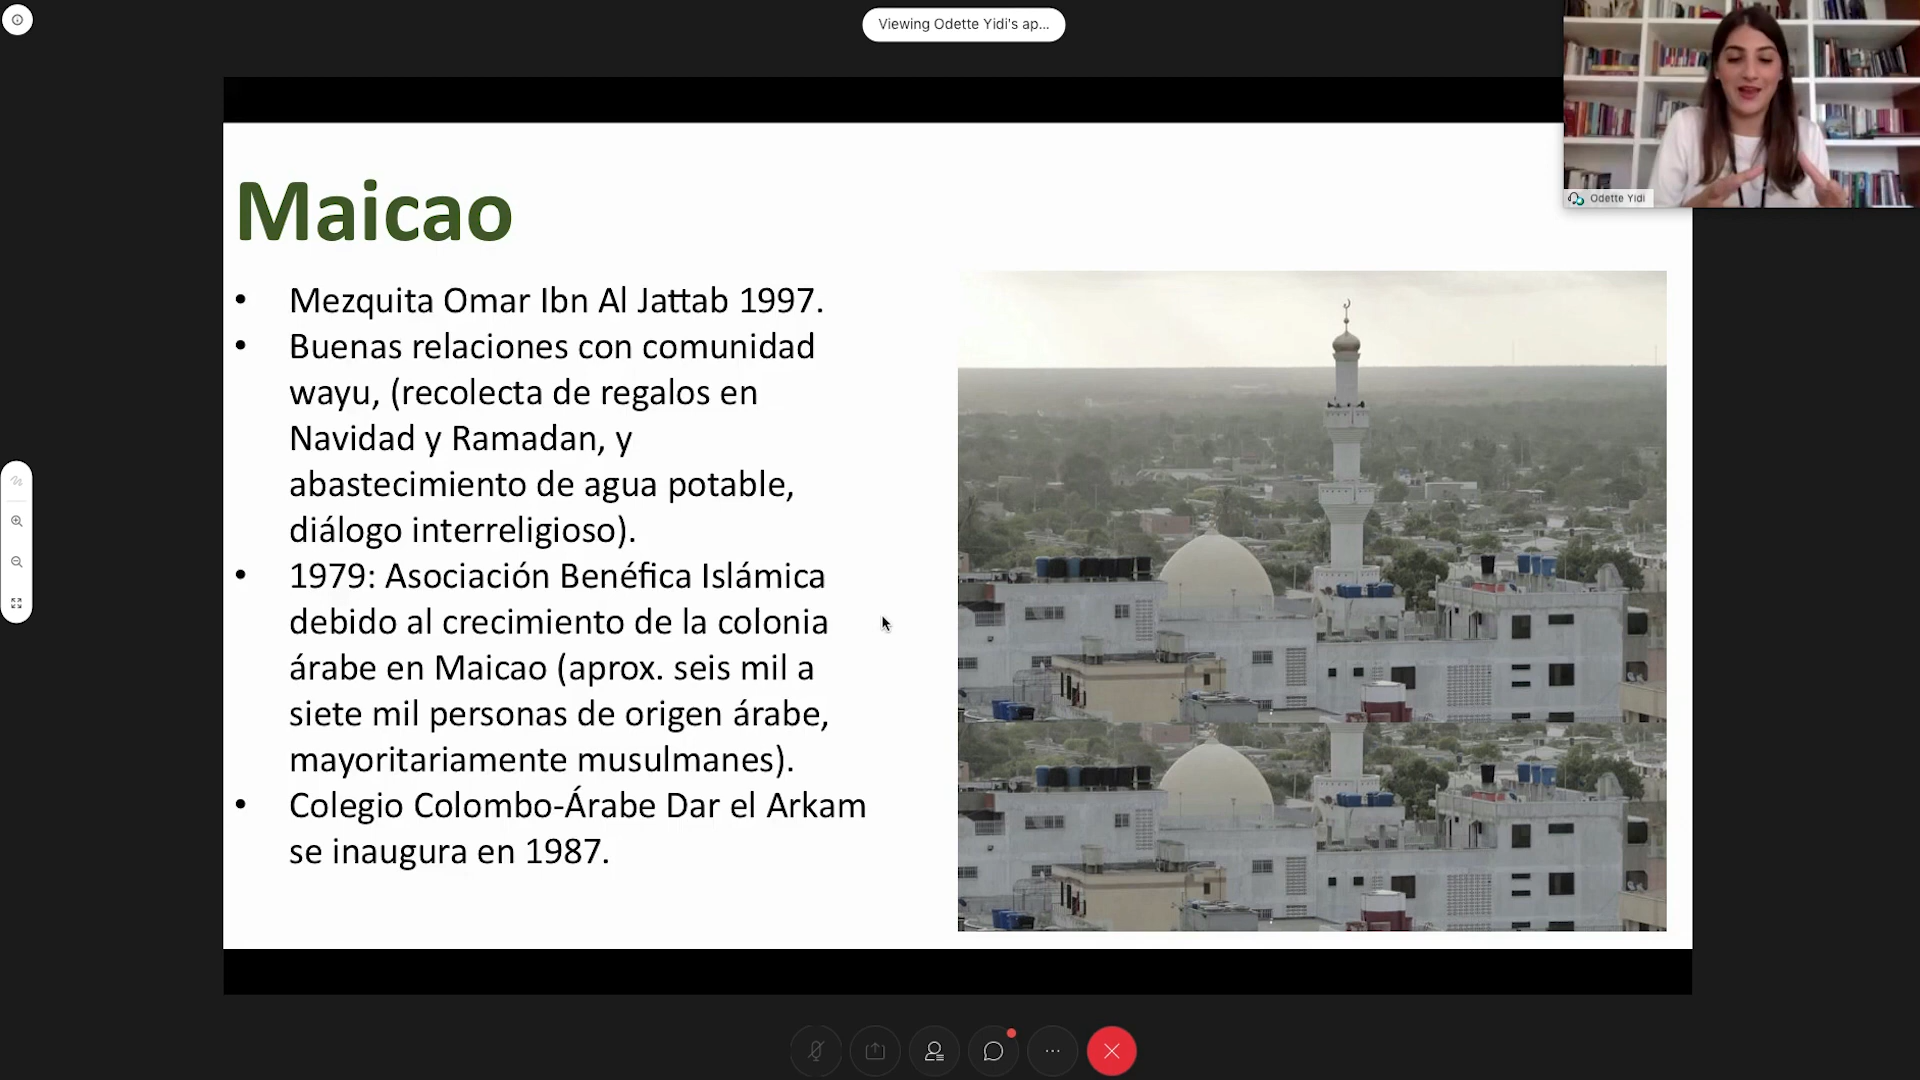 Viewing Odette Yidi's ap...
Odette Yidi
Maicao
• Mezquita Omar Ibn Al Jattab 1997.
• Buenas relaciones con comunidad
wayu, (recolecta de regalos en
Navidad y Ramadan, y
abastecimiento de agua potable,
diálogo interreligioso).
• 1979: Asociación Benéfica Islámica
debido al crecimiento de la colonia
árabe en Maicao (aprox. seis mil a
siete mil personas de origen árabe,
mayoritariamente musulmanes).
• Colegio Colombo-Árabe Dar el Arkam
se inaugura en 1987.